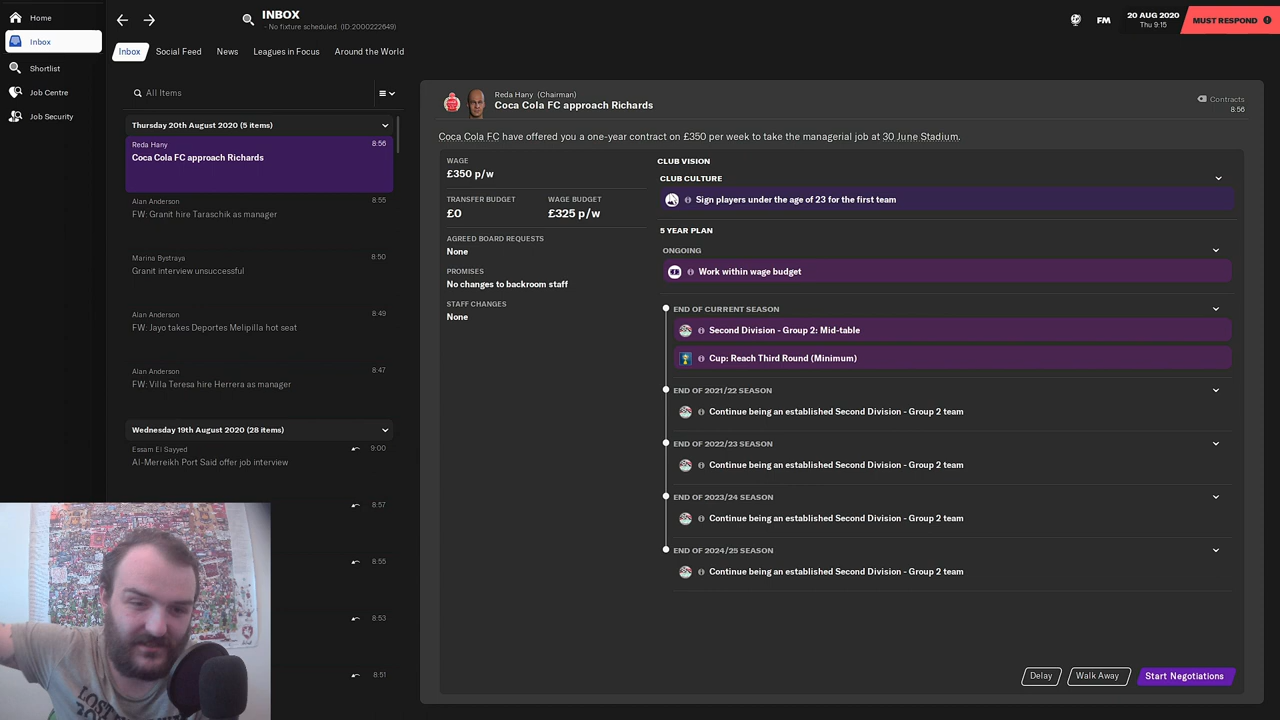 Home
Inbox
Shortlist
Job Centre
Job Security
INBOX
- No fixture scheduled. (ID:2000222649)
FM
20 AUG 2020
Thu 9:15
MUST RESPOND
Inbox
Social Feed
News
Leagues in Focus
Around the World
All Items
Thursday 20th August 2020 (5 items)
Reda Hany
8:56
Coca Cola FC approach Richards
Alan Anderson
8:55
FW: Granit hire Taraschik as manager
Marina Bystraya
8:50
Granit interview unsuccessful
Alan Anderson
8:49
FW: Jayo takes Deportes Melipilla hot seat
Alan Anderson
8:47
FW: Villa Teresa hire Herrera as manager
Wednesday 19th August 2020 (28 items)
Essam El Sayyed
9:00
Al-Merreikh Port Said offer job interview
8:57
8:55
8:53
8:51
Reda Hany (Chairman)
Coca Cola FC approach Richards
Contracts
8:56
Coca Cola FC have offered you a one-year contract on £350 per week to take the managerial job at 30 June Stadium.
WAGE
£350 p/w
TRANSFER BUDGET
£0
WAGE BUDGET
£325 p/w
AGREED BOARD REQUESTS
None
PROMISES
No changes to backroom staff
STAFF CHANGES
None
CLUB VISION
CLUB CULTURE
Sign players under the age of 23 for the first team
5 YEAR PLAN
ONGOING
Work within wage budget
END OF CURRENT SEASON
Second Division - Group 2: Mid-table
Cup: Reach Third Round (Minimum)
END OF 2021/22 SEASON
Continue being an established Second Division - Group 2 team
END OF 2022/23 SEASON
Continue being an established Second Division - Group 2 team
END OF 2023/24 SEASON
Continue being an established Second Division - Group 2 team
END OF 2024/25 SEASON
Continue being an established Second Division - Group 2 team
Delay
Walk Away
Start Negotiations